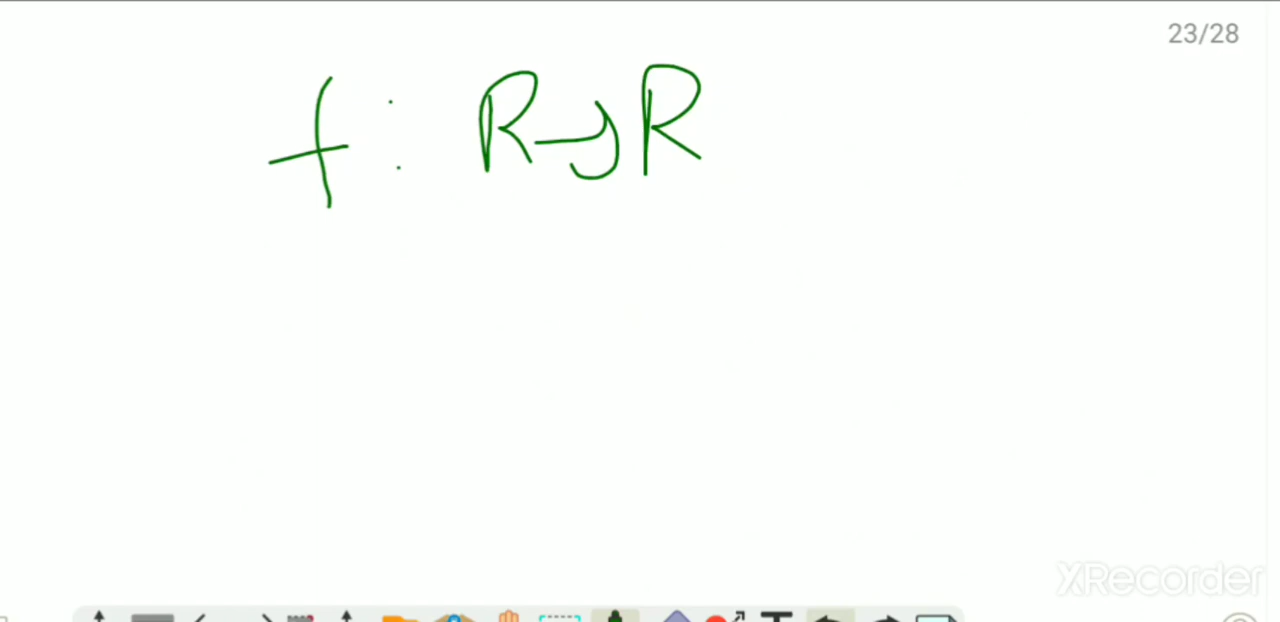 23/28
f : R → R
XRecorder